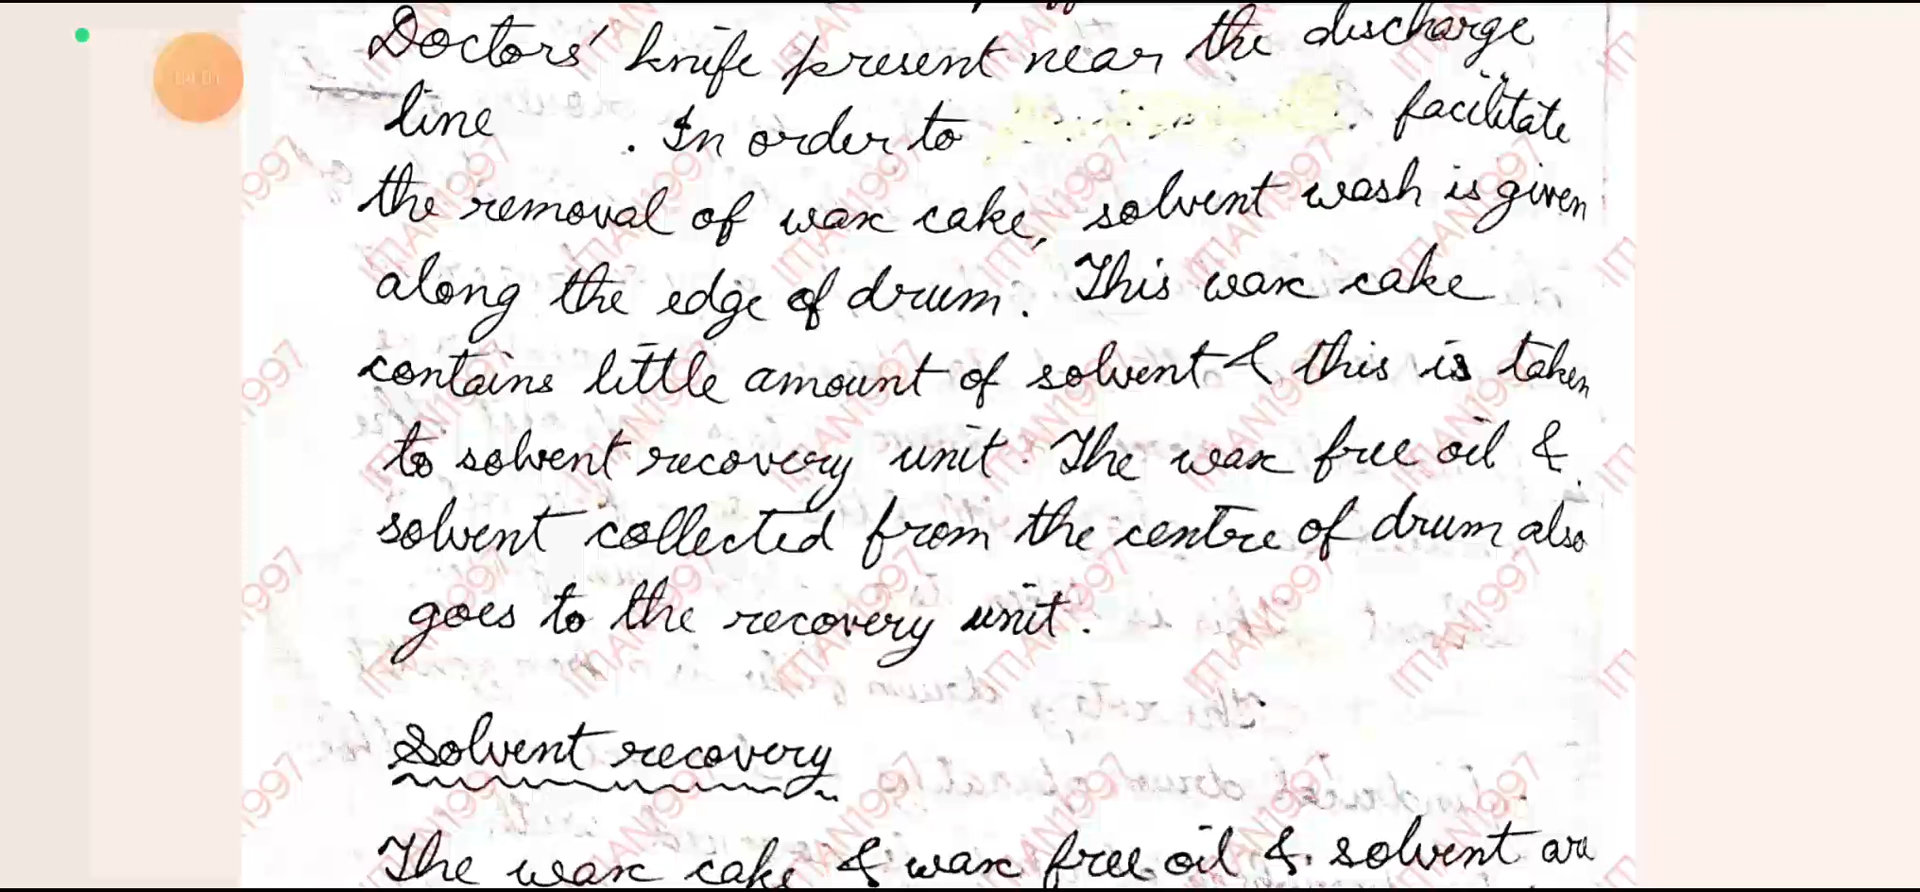 Doctors' knife present near the discharge
line . In order to facilitate
the removal of wax cake, solvent wash is given
along the edge of drum. This wax cake
contains little amount of solvent & this is taken
to solvent recovery unit. The wax free oil &
solvent collected from the centre of drum also
goes to the recovery unit.
Solvent recovery
The wax cake & wax free oil & solvent are
IMAN1997